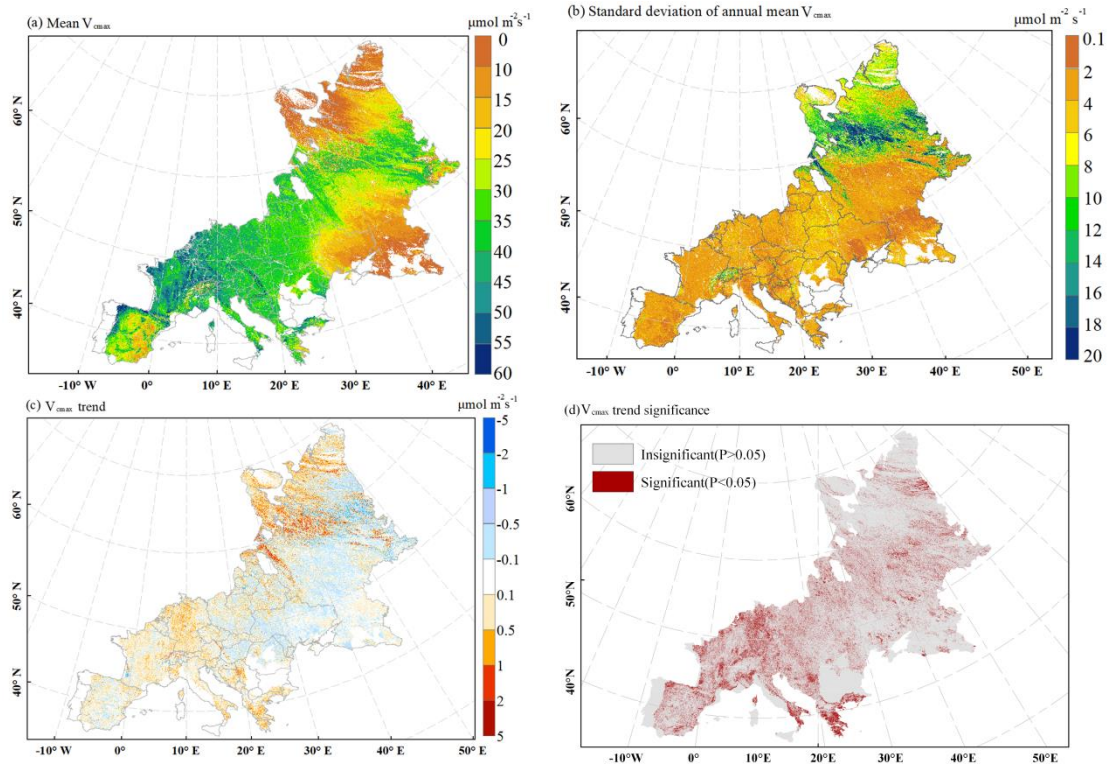 (a) Mean Vcmax
μmol m-2 s-1
0
10
15
20
25
30
35
40
45
50
55
60
60° N
50° N
40° N
-10° W 0° 10° E 20° E 30° E 40° E
(b) Standard deviation of annual mean Vcmax
μmol m-2 s-1
0.1
2
4
6
8
10
12
14
16
18
20
60° N
50° N
40° N
-10° W 0° 10° E 20° E 30° E 40° E 50° E
(c) Vcmax trend
μmol m-2 s-1
-5
-2
-1
-0.5
-0.1
0.1
0.5
1
2
5
60° N
50° N
40° N
-10° W 0° 10° E 20° E 30° E 40° E 50° E
(d)Vcmax trend significance
Insignificant(P>0.05)
Significant(P<0.05)
60°N
50°N
40°N
-10°W 0°E 10°E 20°E 30°E 40°E 50°E